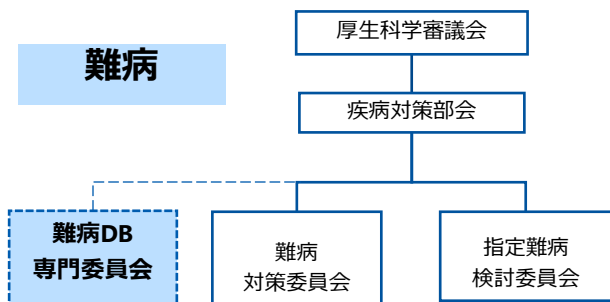 厚生科学審議会
難病
疾病対策部会
難病DB
専門委員会
難病
対策委員会
指定難病
検討委員会